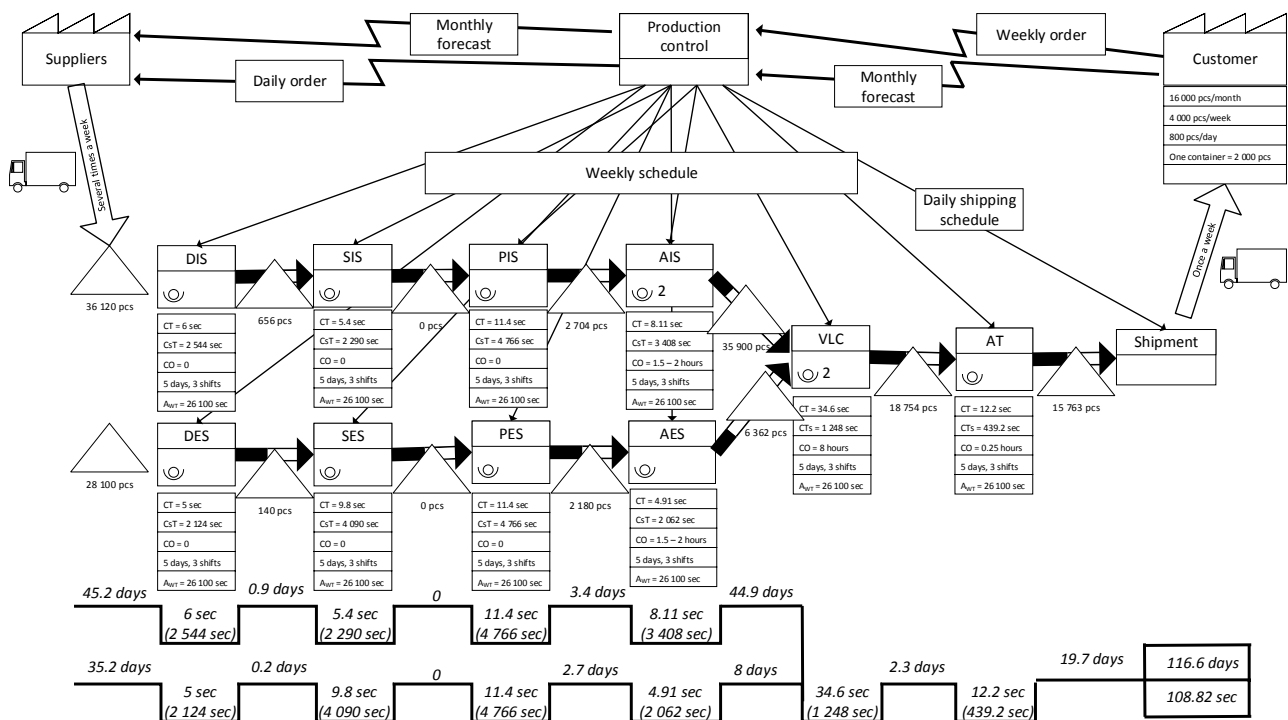 Suppliers
Monthly
forecast
Daily order
Production
control
Weekly order
Monthly
forecast
Customer
16 000 pcs/month
4 000 pcs/week
800 pcs/day
One container = 2 000 pcs
Several times a week
Weekly schedule
Daily shipping
schedule
Once a week
36 120 pcs
DIS
CT = 6 sec
CsT = 2 544 sec
CO = 0
5 days, 3 shifts
AWT = 26 100 sec
656 pcs
SIS
CT = 5.4 sec
CsT = 2 290 sec
CO = 0
5 days, 3 shifts
AWT = 26 100 sec
0 pcs
PIS
CT = 11.4 sec
CsT = 4 766 sec
CO = 0
5 days, 3 shifts
AWT = 26 100 sec
2 704 pcs
AIS
2
CT = 8.11 sec
CsT = 3 408 sec
CO = 1.5 – 2 hours
5 days, 3 shifts
AWT = 26 100 sec
35 900 pcs
VLC
2
CT = 34.6 sec
CTs = 1 248 sec
CO = 8 hours
5 days, 3 shifts
AWT = 26 100 sec
18 754 pcs
AT
CT = 12.2 sec
CTs = 439.2 sec
CO = 0.25 hours
5 days, 3 shifts
AWT = 26 100 sec
15 763 pcs
Shipment
28 100 pcs
DES
CT = 5 sec
CsT = 2 124 sec
CO = 0
5 days, 3 shifts
AWT = 26 100 sec
140 pcs
SES
CT = 9.8 sec
CsT = 4 090 sec
CO = 0
5 days, 3 shifts
AWT = 26 100 sec
0 pcs
PES
CT = 11.4 sec
CsT = 4 766 sec
CO = 0
5 days, 3 shifts
AWT = 26 100 sec
2 180 pcs
AES
CT = 4.91 sec
CsT = 2 062 sec
CO = 1.5 – 2 hours
5 days, 3 shifts
AWT = 26 100 sec
6 362 pcs
45.2 days
6 sec
(2 544 sec)
0.9 days
5.4 sec
(2 290 sec)
0
11.4 sec
(4 766 sec)
3.4 days
8.11 sec
(3 408 sec)
44.9 days
35.2 days
5 sec
(2 124 sec)
0.2 days
9.8 sec
(4 090 sec)
0
11.4 sec
(4 766 sec)
2.7 days
4.91 sec
(2 062 sec)
8 days
34.6 sec
(1 248 sec)
2.3 days
12.2 sec
(439.2 sec)
19.7 days
116.6 days
108.82 sec